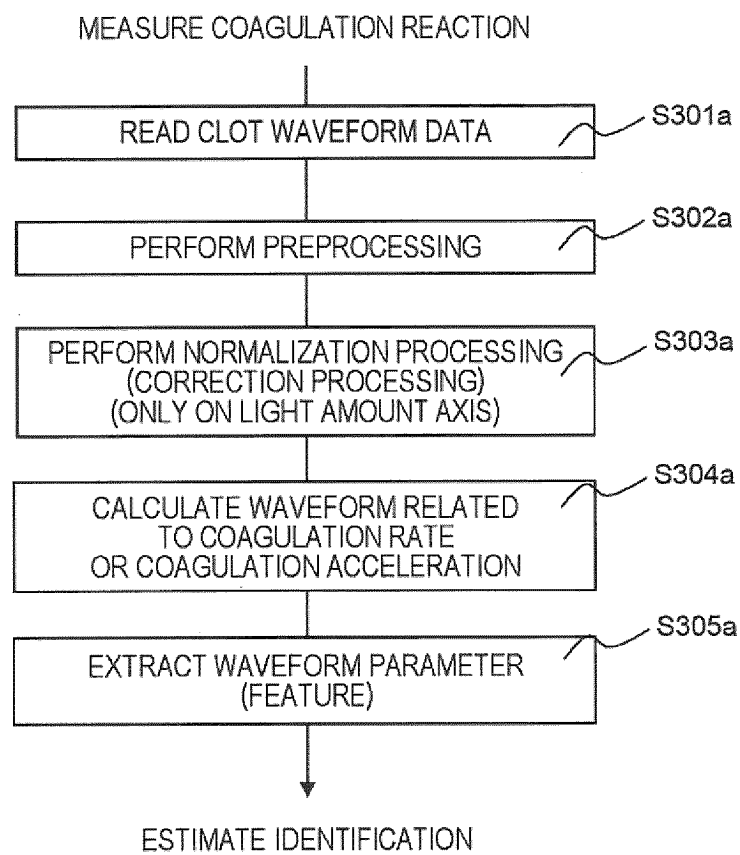 MEASURE COAGULATION REACTION
READ CLOT WAVEFORM DATA
S301a
PERFORM PREPROCESSING
S302a
PERFORM NORMALIZATION PROCESSING
(CORRECTION PROCESSING)
(ONLY ON LIGHT AMOUNT AXIS)
S303a
CALCULATE WAVEFORM RELATED
TO COAGULATION RATE
OR COAGULATION ACCELERATION
S304a
EXTRACT WAVEFORM PARAMETER
(FEATURE)
S305a
ESTIMATE IDENTIFICATION